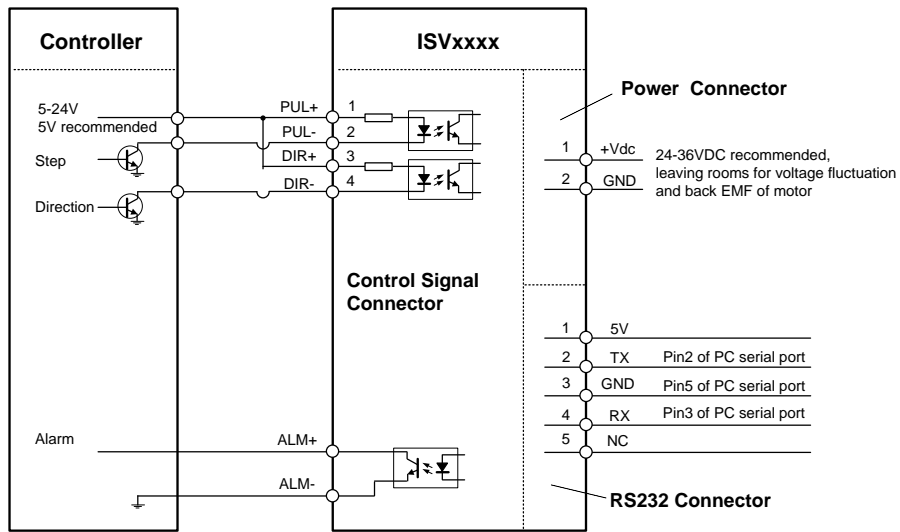 Controller
ISVxxxx
5-24V
5V recommended
Step
Direction
Alarm
PUL+
1
PUL-
2
DIR+
3
DIR-
4
Control Signal
Connector
ALM+
ALM-
Power Connector
1
+Vdc
2
GND
24-36VDC recommended,
leaving rooms for voltage fluctuation
and back EMF of motor
1
5V
2
TX
Pin2 of PC serial port
3
GND
Pin5 of PC serial port
4
RX
Pin3 of PC serial port
5
NC
RS232 Connector